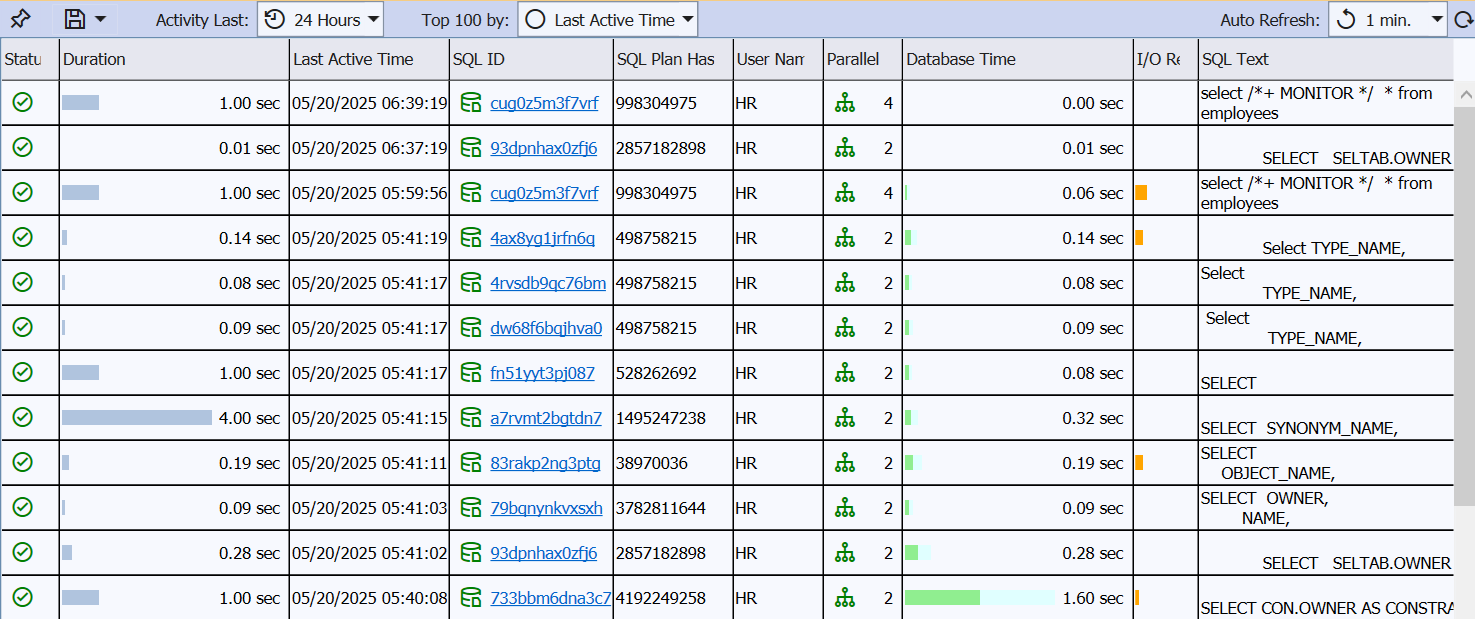 Activity Last: 24 Hours Top 100 by: Last Active Time Auto Refresh: 1 min.
Statu Duration Last Active Time SQL ID SQL Plan Has User Nam Parallel Database Time I/O Re SQL Text
1.00 sec 05/20/2025 06:39:19 cug0z5m3f7vrf 998304975 HR 4 0.00 sec select /*+ MONITOR */ * from
employees
0.01 sec 05/20/2025 06:37:19 93dpnhax0zfj6 2857182898 HR 2 0.01 sec SELECT SELTAB.OWNER
1.00 sec 05/20/2025 05:59:56 cug0z5m3f7vrf 998304975 HR 4 0.06 sec select /*+ MONITOR */ * from
employees
0.14 sec 05/20/2025 05:41:19 4ax8yg1jrfn6q 498758215 HR 2 0.14 sec Select TYPE_NAME,
0.08 sec 05/20/2025 05:41:17 4rvsdb9qc76bm 498758215 HR 2 0.08 sec Select
TYPE_NAME,
0.09 sec 05/20/2025 05:41:17 dw68f6bqjhva0 498758215 HR 2 0.09 sec Select
TYPE_NAME,
1.00 sec 05/20/2025 05:41:17 fn51yyt3pj087 528262692 HR 2 0.08 sec SELECT
4.00 sec 05/20/2025 05:41:15 a7rvmt2bgtdn7 1495247238 HR 2 0.32 sec SELECT SYNONYM_NAME,
0.19 sec 05/20/2025 05:41:11 83rakp2ng3ptg 38970036 HR 2 0.19 sec SELECT
OBJECT_NAME,
0.09 sec 05/20/2025 05:41:03 79bqnynkvxsxh 3782811644 HR 2 0.09 sec SELECT OWNER,
NAME,
0.28 sec 05/20/2025 05:41:02 93dpnhax0zfj6 2857182898 HR 2 0.28 sec SELECT SELTAB.OWNER
1.00 sec 05/20/2025 05:40:08 733bbm6dna3c7 4192249258 HR 2 1.60 sec SELECT CON.OWNER AS CONSTRA